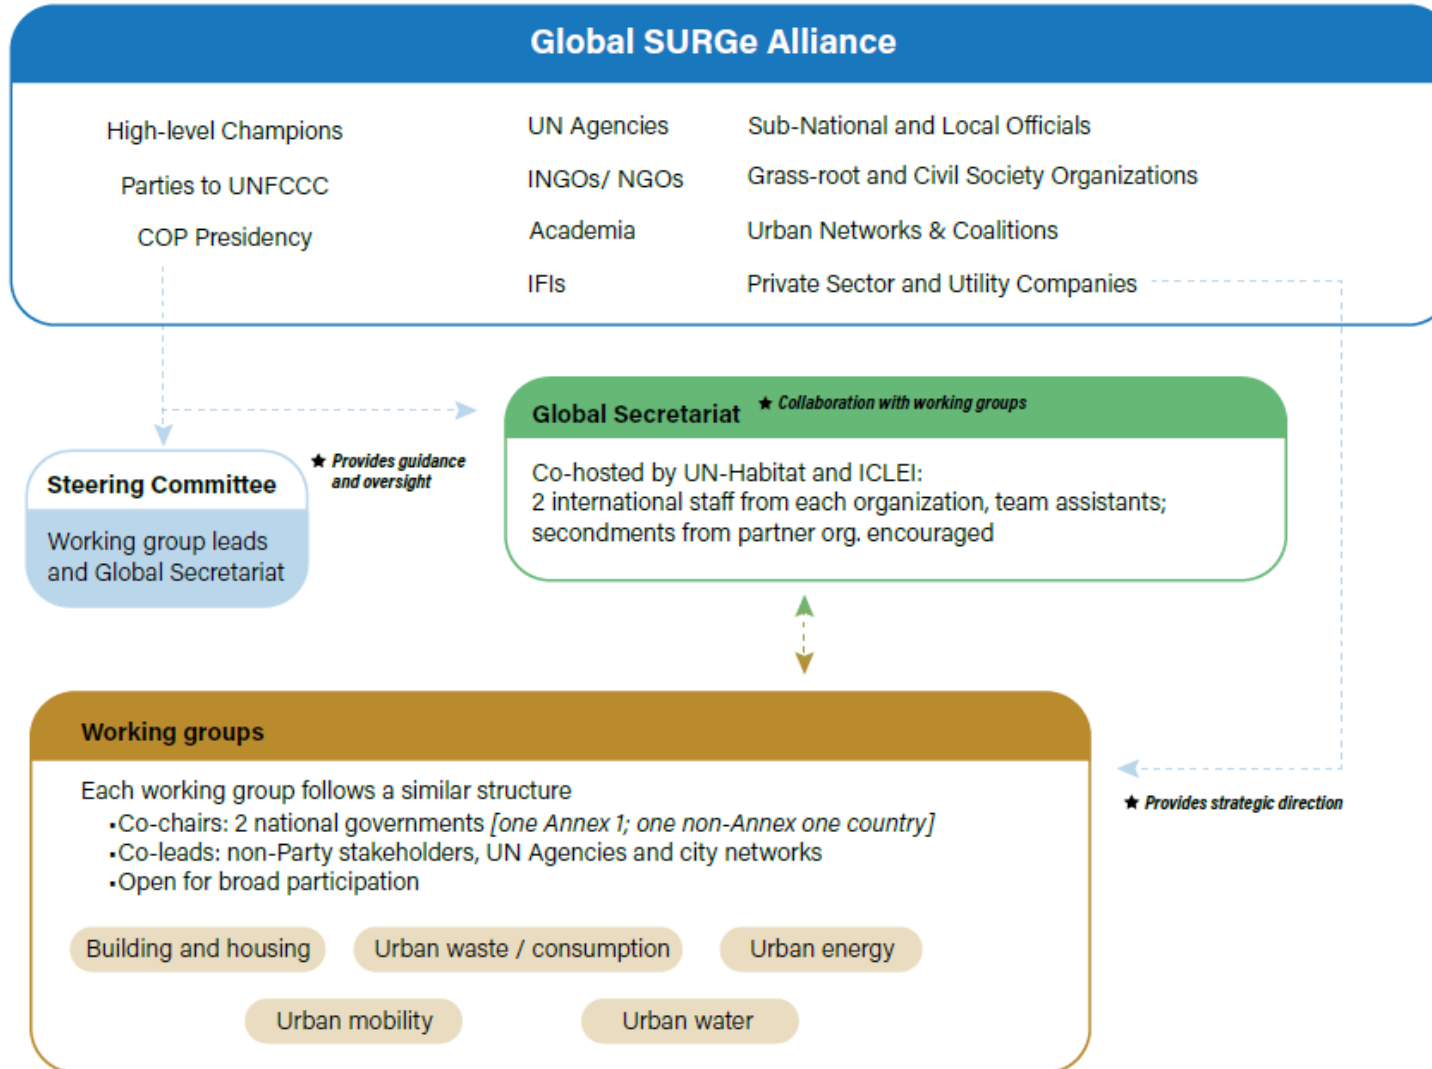 Global SURGe Alliance
High-level Champions
Parties to UNFCCC
COP Presidency
UN Agencies
INGOs/ NGOs
Academia
IFIs
Sub-National and Local Officials
Grass-root and Civil Society Organizations
Urban Networks & Coalitions
Private Sector and Utility Companies
Steering Committee
Working group leads
and Global Secretariat
★ Provides guidance
and oversight
Global Secretariat ★ Collaboration with working groups
Co-hosted by UN-Habitat and ICLEI:
2 international staff from each organization, team assistants;
secondments from partner org. encouraged
Working groups
Each working group follows a similar structure
▪Co-chairs: 2 national governments [one Annex 1; one non-Annex one country]
▪Co-leads: non-Party stakeholders, UN Agencies and city networks
▪Open for broad participation
Building and housing
Urban waste / consumption
Urban energy
Urban mobility
Urban water
★ Provides strategic direction